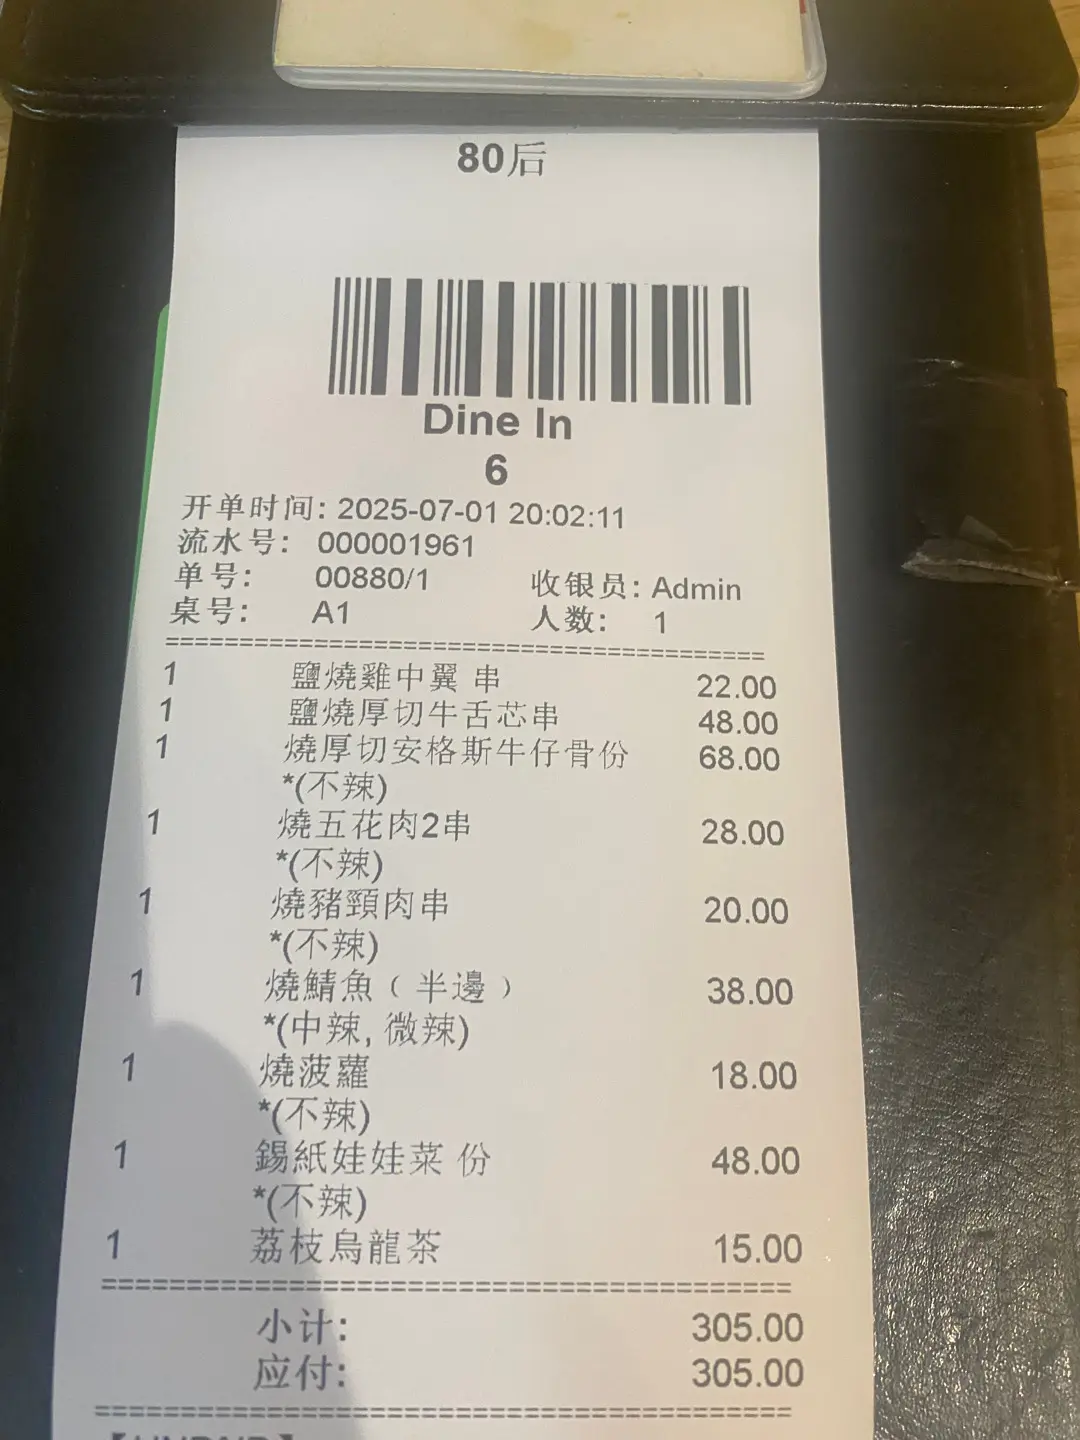 80后
Dine In
6
开单时间: 2025-07-01 20:02:11
流水号: 000001961
单号: 00880/1 收银员: Admin
桌号: A1 人数: 1
1 鹽燒雞中翼 串 22.00
1 鹽燒厚切牛舌芯串 48.00
1 燒厚切安格斯牛仔骨份 68.00
*(不辣)
1 燒五花肉2串 28.00
*(不辣)
1 燒豬頸肉串 20.00
*(不辣)
1 燒鯖魚（半邊） 38.00
*(中辣, 微辣)
1 燒菠蘿 18.00
*(不辣)
1 錫紙娃娃菜 份 48.00
*(不辣)
1 荔枝烏龍茶 15.00
小计: 305.00
应付: 305.00